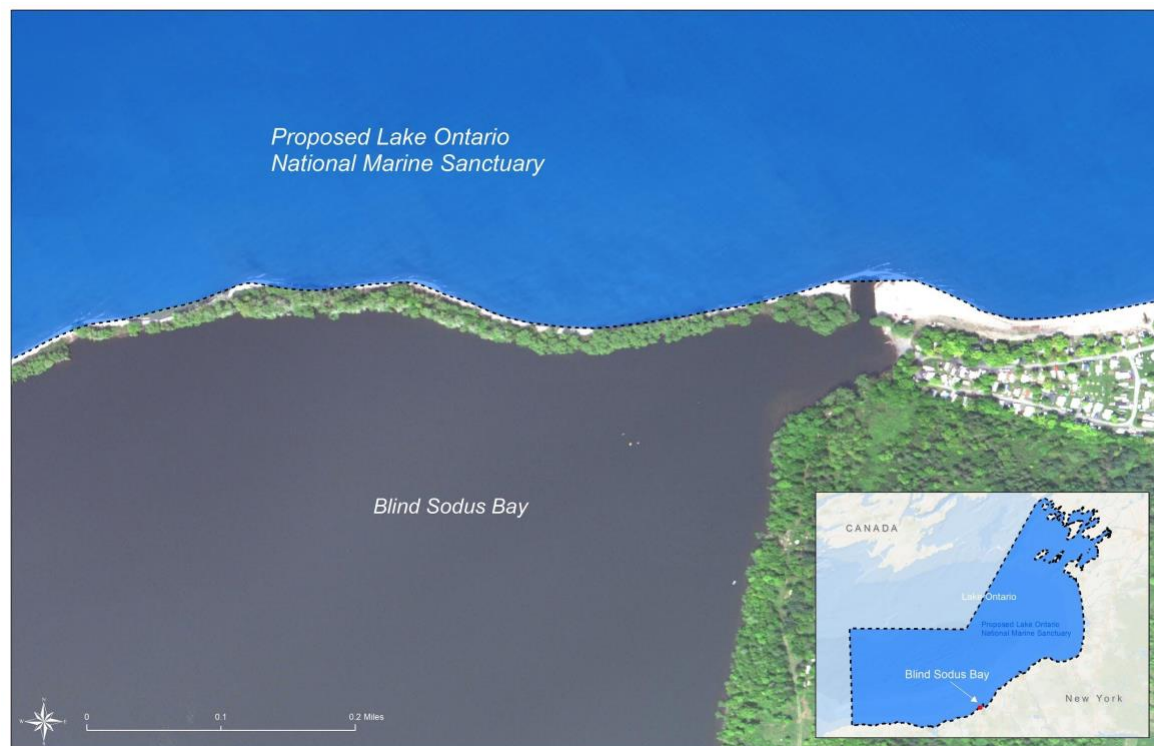 Proposed Lake Ontario
National Marine Sanctuary
Blind Sodus Bay
CANADA
Lake Ontario
Proposed Lake Ontario
National Marine Sanctuary
Blind Sodus Bay
New York
N
W
E
S
0
0.1
0.2 Miles